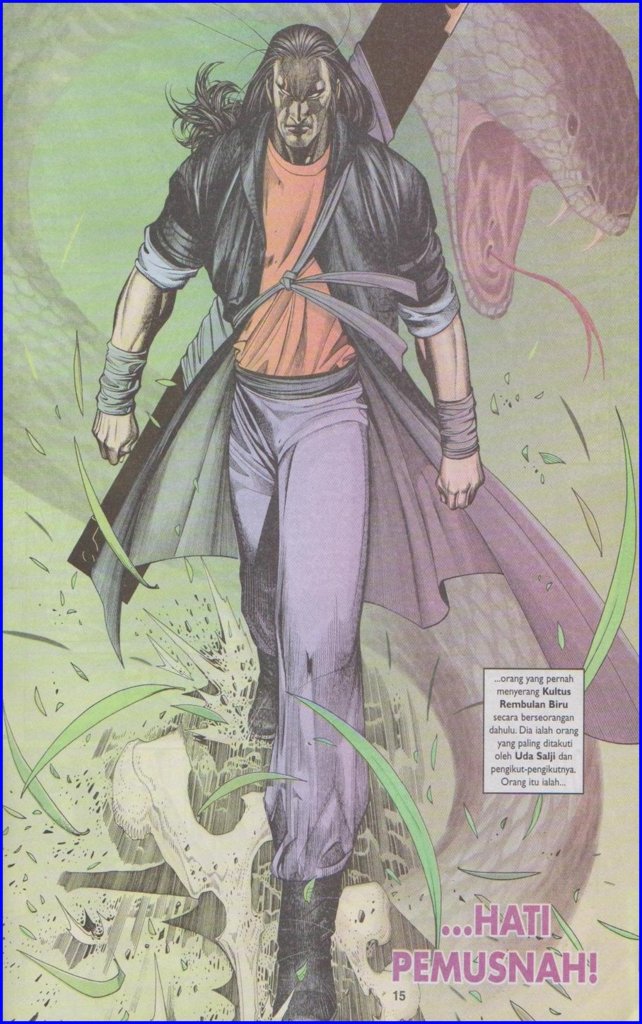 ...orang yang pernah
menyerang Kultus
Rembulan Biru
secara berseorangan
dahulu. Dia ialah orang
yang paling ditakuti
oleh Uda Salji dan
pengikut-pengikutnya.
Orang itu ialah...
...HATI
PEMUSNAH!
15